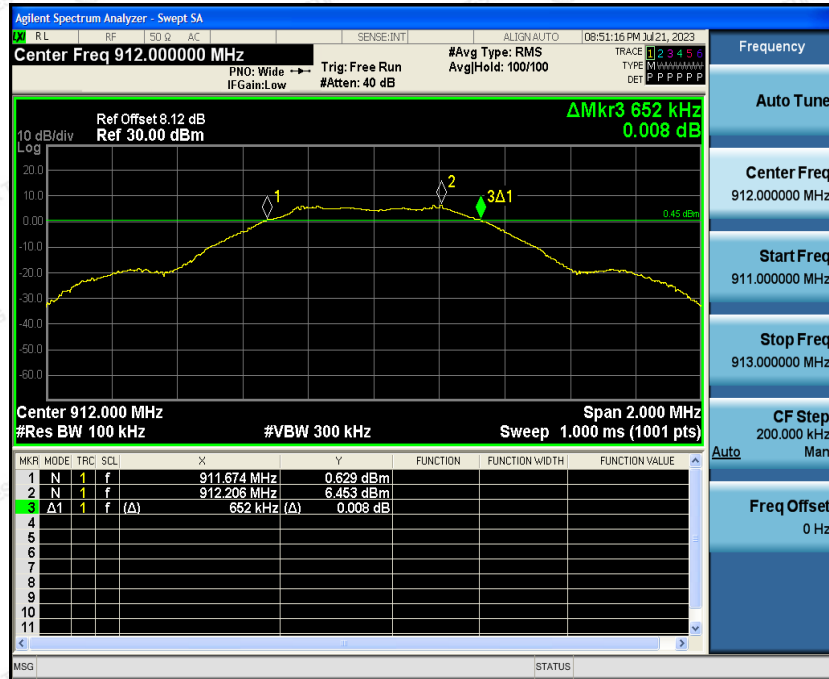 Agilent Spectrum Analyzer - Swept SA
LXI RL RF 50 Ω AC SENSE:INT ALIGN AUTO 08:51:16 PM Jul 21, 2023
Center Freq 912.000000 MHz
PNO: Wide
IFGain:Low
Trig: Free Run
#Atten: 40 dB
#Avg Type: RMS
Avg|Hold: 100/100
TRACE 1 2 3 4 5 6
TYPE M W W W W W
DET P P P P P P
Frequency
Auto Tune
Center Freq
912.000000 MHz
Start Freq
911.000000 MHz
Stop Freq
913.000000 MHz
CF Step
200.000 kHz
Auto Man
Freq Offset
0 Hz
ΔMkr3 652 kHz
0.008 dB
Ref Offset 8.12 dB
10 dB/div Ref 30.00 dBm
Log
20.0
10.0
0.00
-10.0
-20.0
-30.0
-40.0
-50.0
-60.0
1
2
3Δ1
0.45 dBm
Center 912.000 MHz Span 2.000 MHz
#Res BW 100 kHz #VBW 300 kHz Sweep 1.000 ms (1001 pts)
MKR MODE TRC SCL X Y FUNCTION FUNCTION WIDTH FUNCTION VALUE
1 N 1 f 911.674 MHz 0.629 dBm
2 N 1 f 912.206 MHz 6.453 dBm
3 Δ1 1 f (Δ) 652 kHz (Δ) 0.008 dB
4
5
6
7
8
9
10
11
MSG STATUS